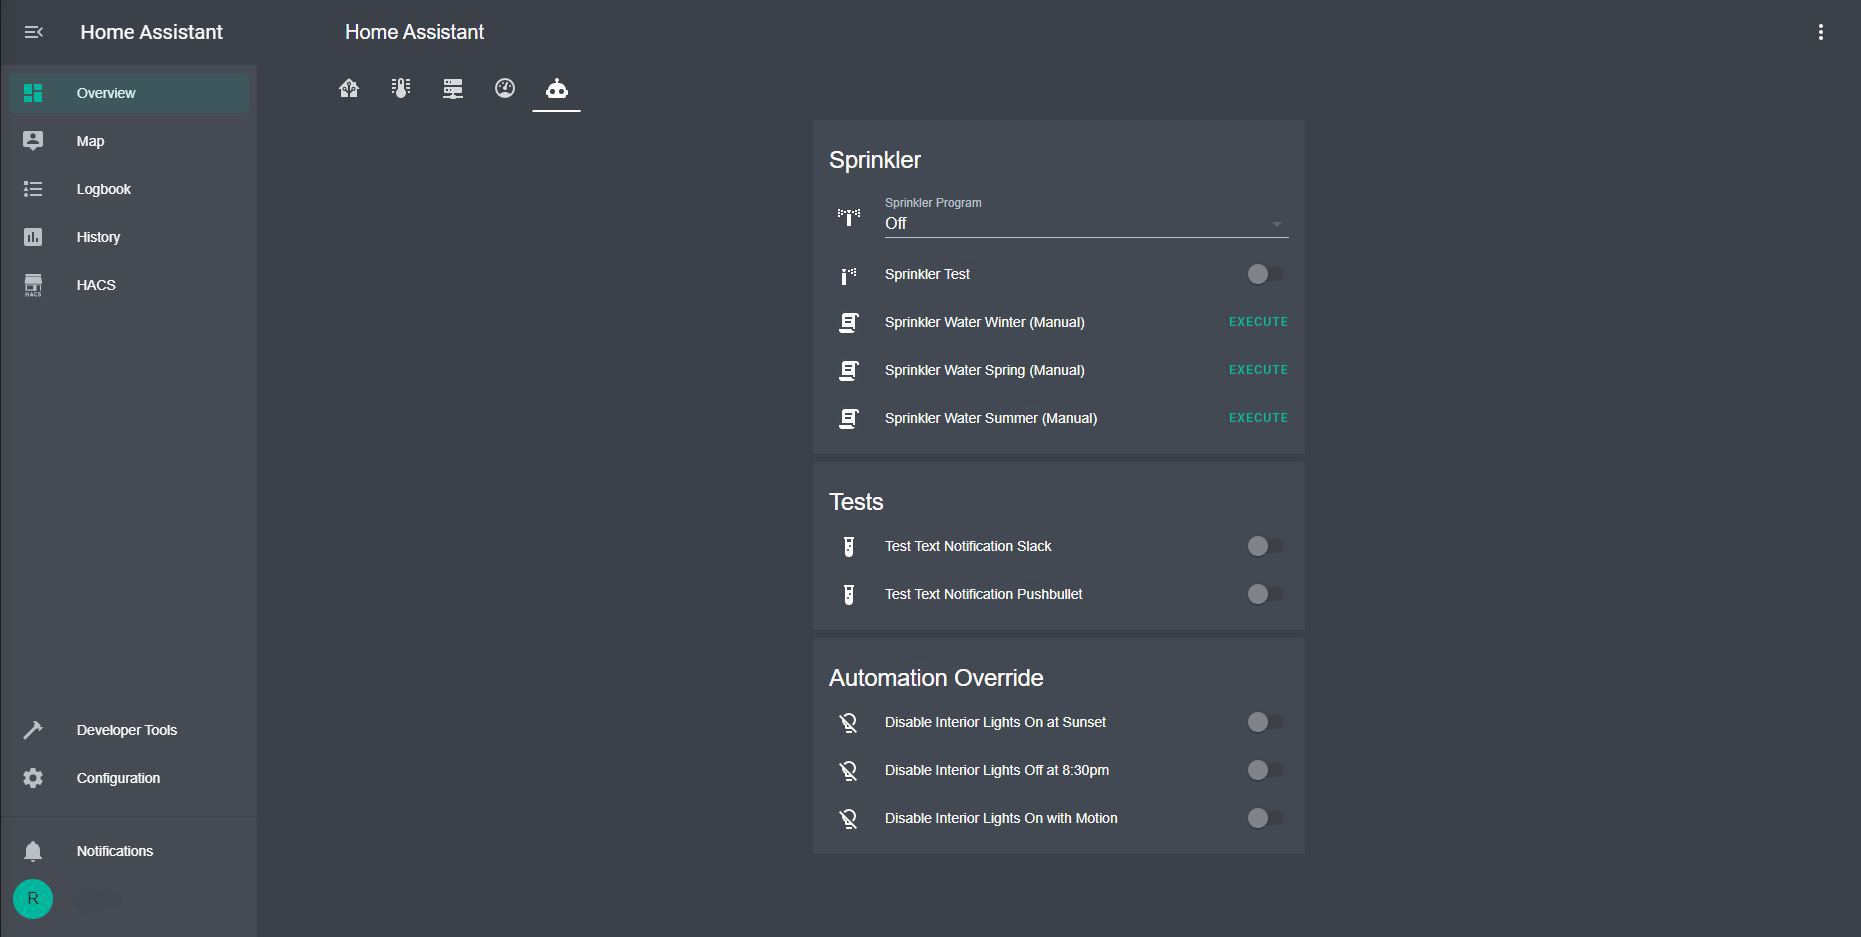 Home Assistant
Home Assistant
Overview
Map
Logbook
History
HACS
HACS
Developer Tools
Configuration
Notifications
R
Sprinkler
Sprinkler Program
Off
Sprinkler Test
Sprinkler Water Winter (Manual) EXECUTE
Sprinkler Water Spring (Manual) EXECUTE
Sprinkler Water Summer (Manual) EXECUTE
Tests
Test Text Notification Slack
Test Text Notification Pushbullet
Automation Override
Disable Interior Lights On at Sunset
Disable Interior Lights Off at 8:30pm
Disable Interior Lights On with Motion